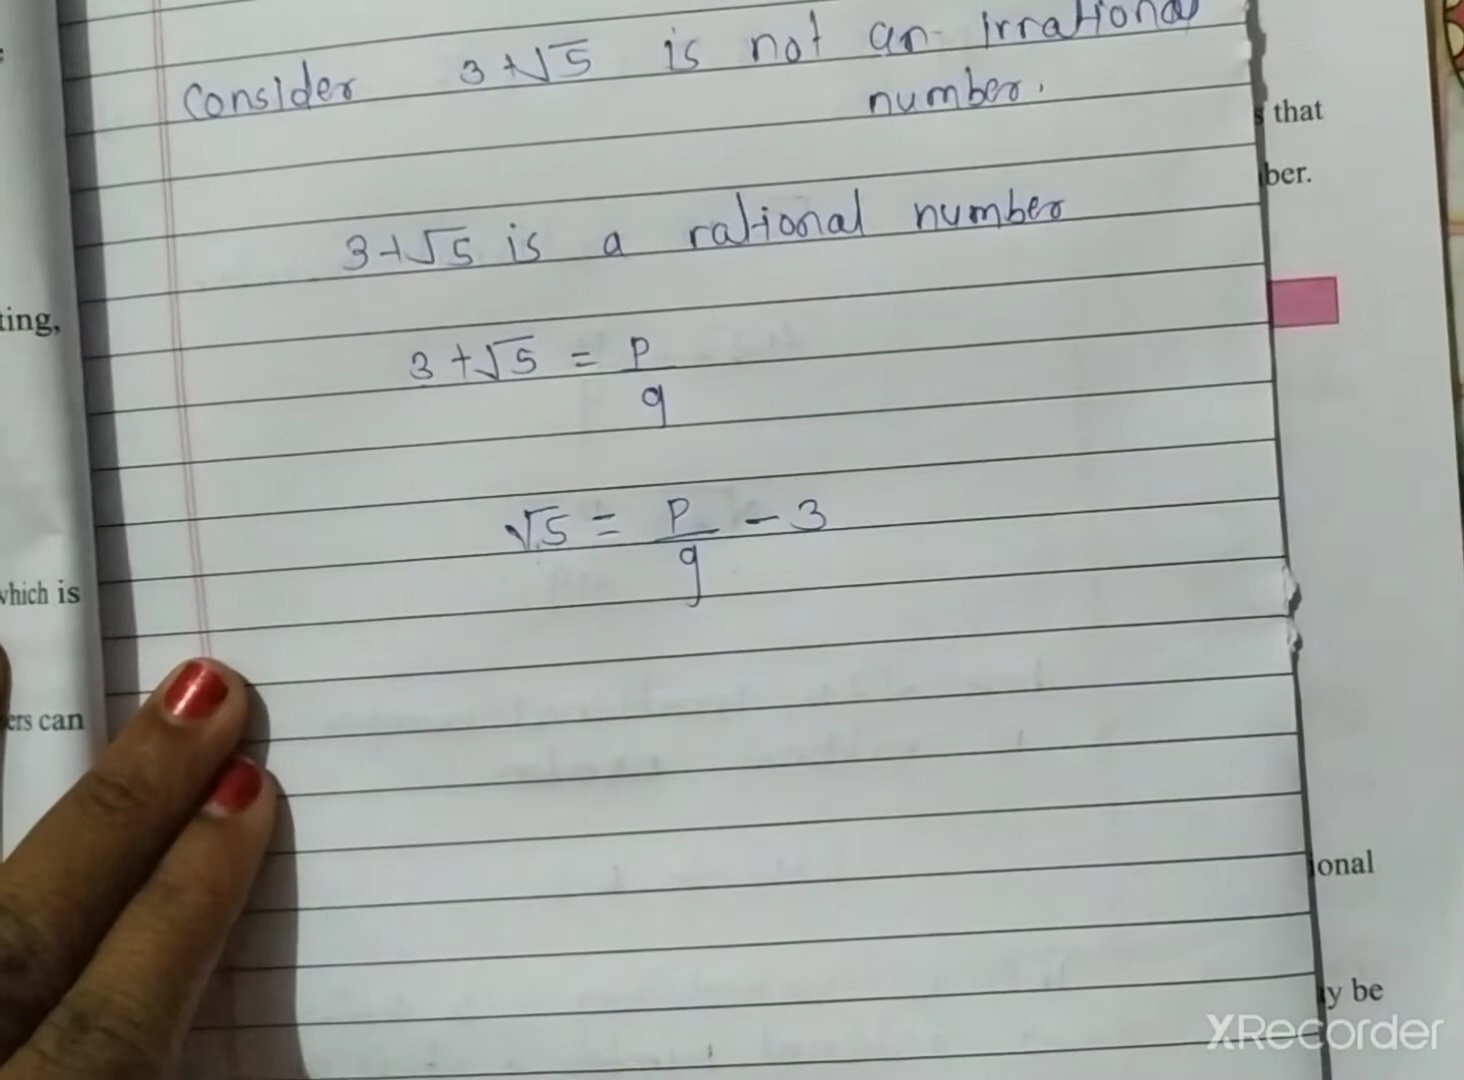 Consider 3+√5 is not an irrational
number.
s that
ber.
3+√5 is a rational number
ting,
3+√5 = p/q
√5 = p/q - 3
which is
ers can
ional
y be
XRecorder